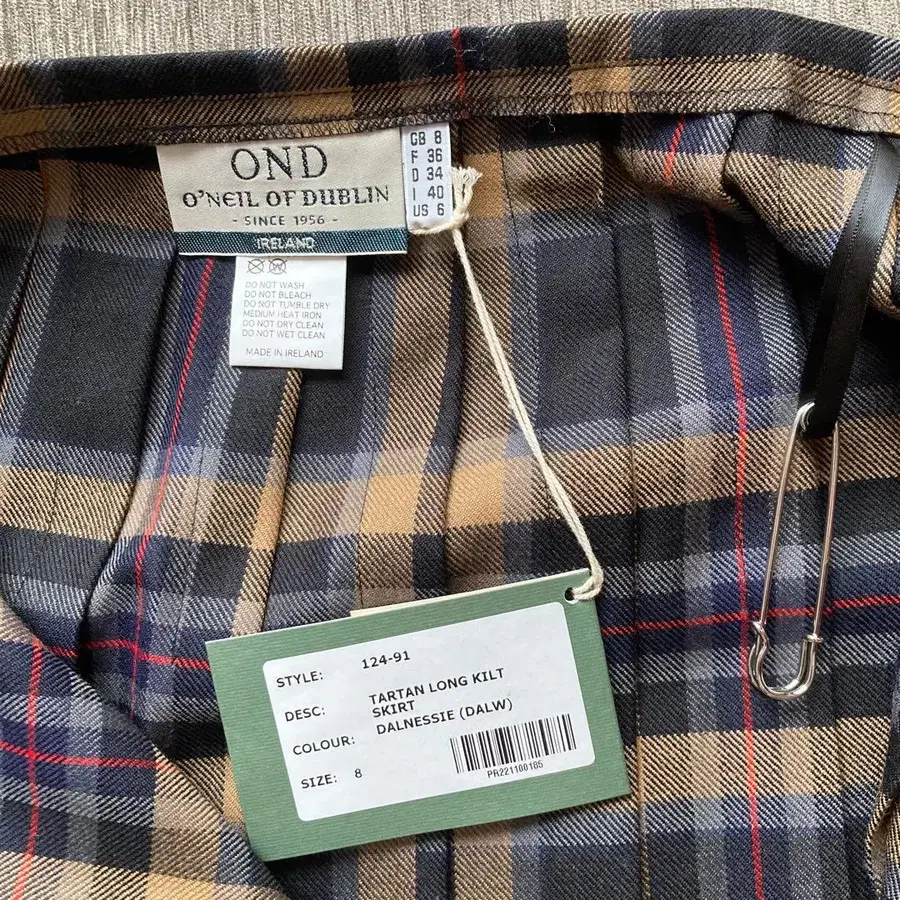 OND
O'NEIL OF DUBLIN
- SINCE 1956 -
IRELAND
GB 8
F 36
D 34
I 40
US 6
DO NOT WASH
DO NOT BLEACH
DO NOT TUMBLE DRY
MEDIUM HEAT IRON
DO NOT DRY CLEAN
DO NOT WET CLEAN
MADE IN IRELAND
STYLE: 124-91
DESC: TARTAN LONG KILT
SKIRT
COLOUR: DALNESSIE (DALW)
SIZE: 8
PR221100105